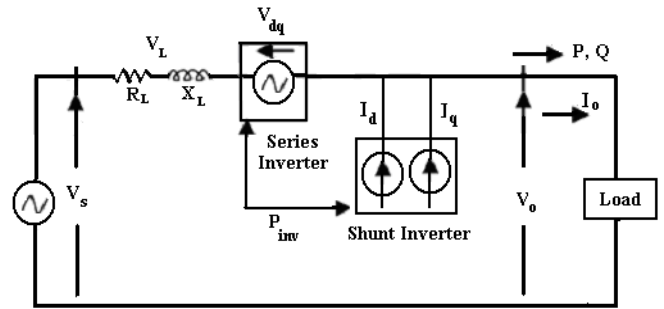 V_dq
V_L
P, Q
R_L
X_L
I_d
I_q
I_o
Series
Inverter
V_s
V_o
Load
P_inv
Shunt Inverter